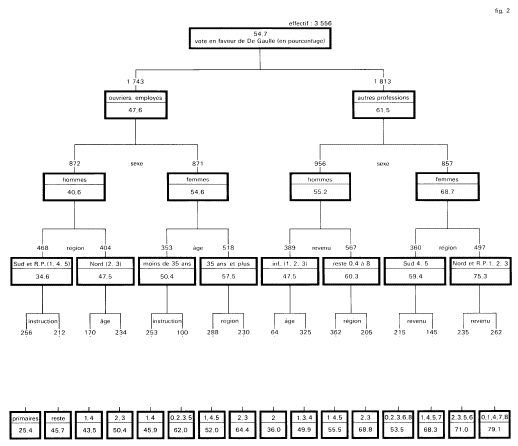 fig. 2
effectif : 3 556
54.7
vote en faveur de De Gaulle (en pourcentage)
1 743
1 813
ouvriers, employés
autres professions
47.6
61.5
872
sexe
871
956
sexe
857
hommes
femmes
hommes
femmes
40.6
54.6
55.2
68.7
468
région
404
353
âge
518
389
revenu
567
360
région
497
Sud et R.P.(1. 4. 5)
Nord (2. 3)
moins de 35 ans
35 ans et plus
inf. (1. 2. 3)
reste 0.4 à 8
Sud 4. 5
Nord et R.P.1. 2. 3
34.6
47.5
50.4
57.5
47.5
60.3
59.4
75.3
instruction
âge
instruction
région
âge
région
revenu
revenu
256
212
170
234
253
100
288
230
64
325
362
205
215
145
235
262
primaires
reste
1.4
2.3
1.4
0.2.3.5
1.4.5
2.3
2
1.3.4
1.4.5
2.3
0.2.3.6.8
1.4.5.7
2.3.5.6
0.1.4.7.8
25.4
45.7
43.5
50.4
45.9
62.0
52.0
64.4
36.0
49.9
55.5
68.8
53.5
68.3
71.0
79.1